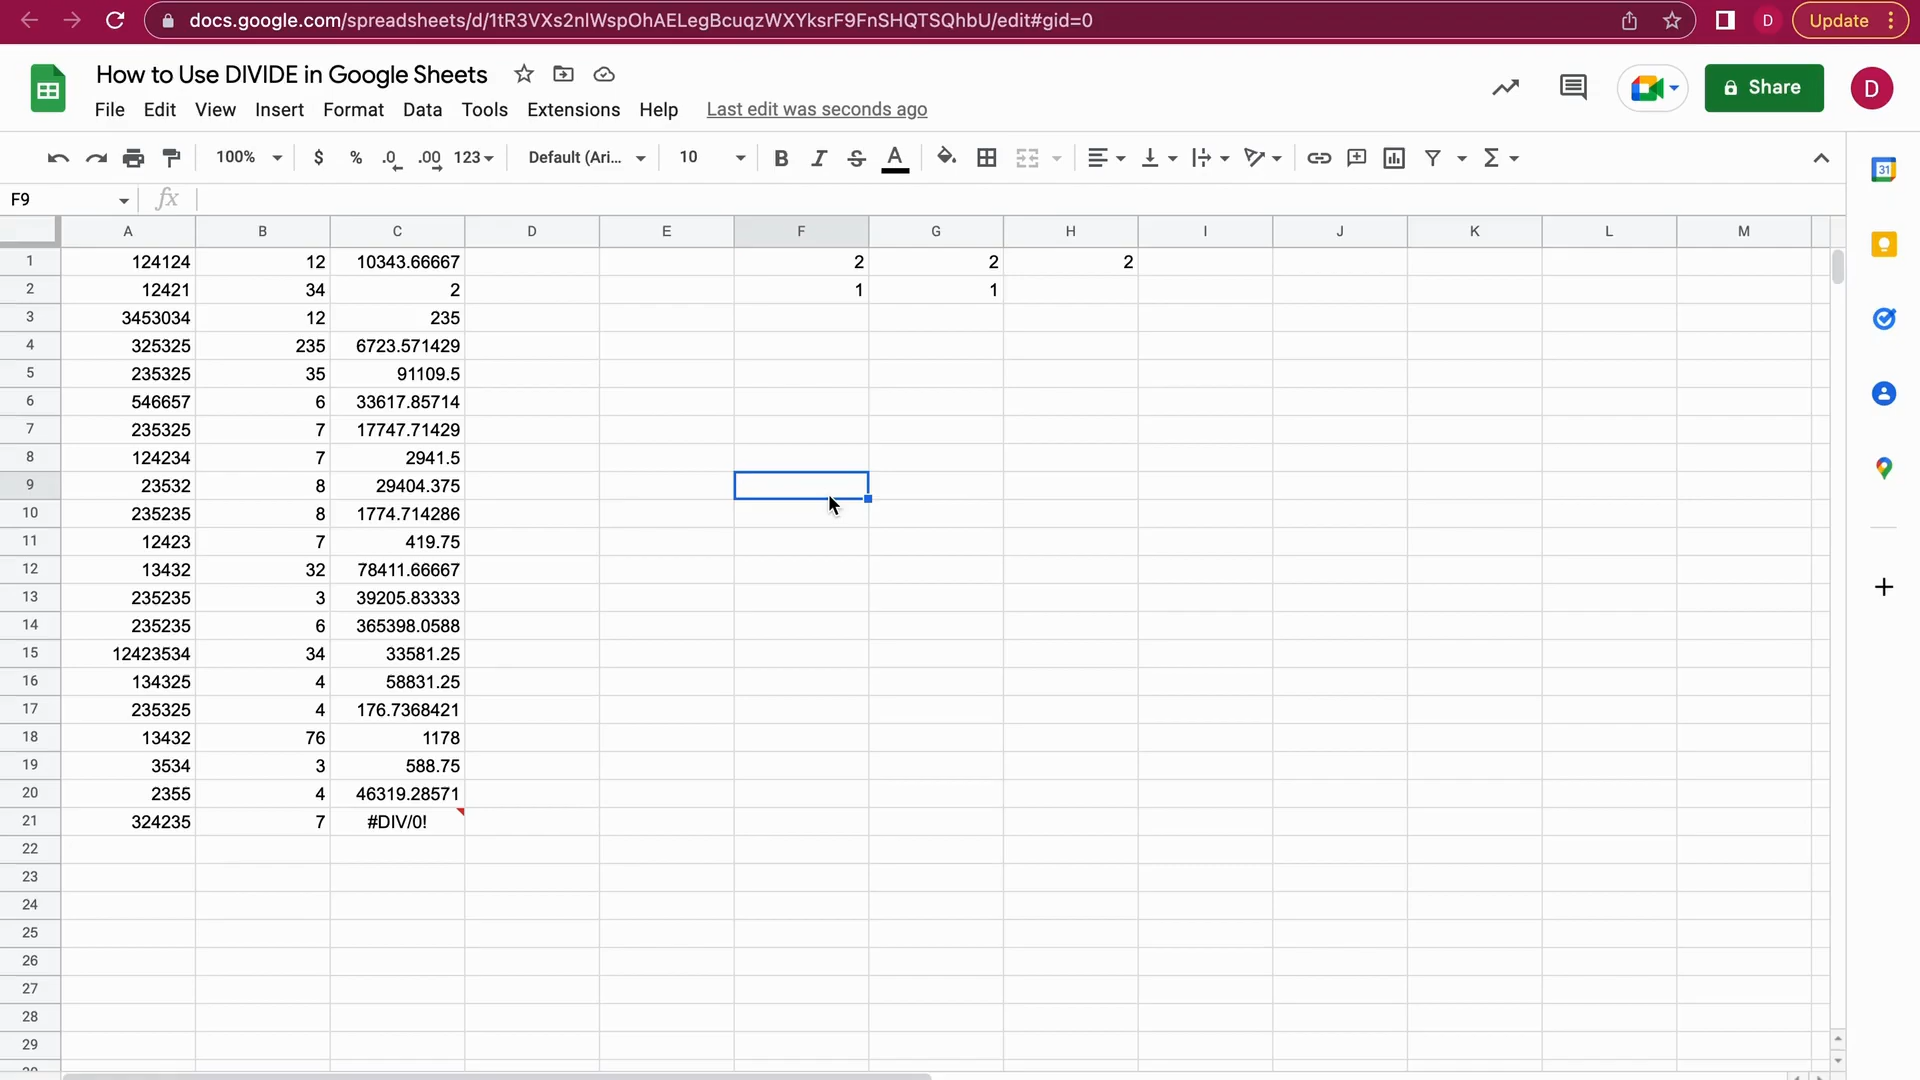 docs.google.com/spreadsheets/d/1tR3VXs2nlWspOhAELegBcuqzWXYksrF9FnSHQTSQhbU/edit#gid=0 D Update
How to Use DIVIDE in Google Sheets
File Edit View Insert Format Data Tools Extensions Help Last edit was seconds ago Share D
100% $ % .0 .00 123 Default (Ari... 10 B I S A Σ 31
F9 fx
A B C D E F G H I J K L M
1 124124 12 10343.66667 2 2 2
2 12421 34 2 1 1
3 3453034 12 235
4 325325 235 6723.571429
5 235325 35 91109.5
6 546657 6 33617.85714
7 235325 7 17747.71429
8 124234 7 2941.5
9 23532 8 29404.375
10 235235 8 1774.714286
11 12423 7 419.75
12 13432 32 78411.66667
13 235235 3 39205.83333
14 235235 6 365398.0588
15 12423534 34 33581.25
16 134325 4 58831.25
17 235325 4 176.7368421
18 13432 76 1178
19 3534 3 588.75
20 2355 4 46319.28571
21 324235 7 #DIV/0!
22
23
24
25
26
27
28
29